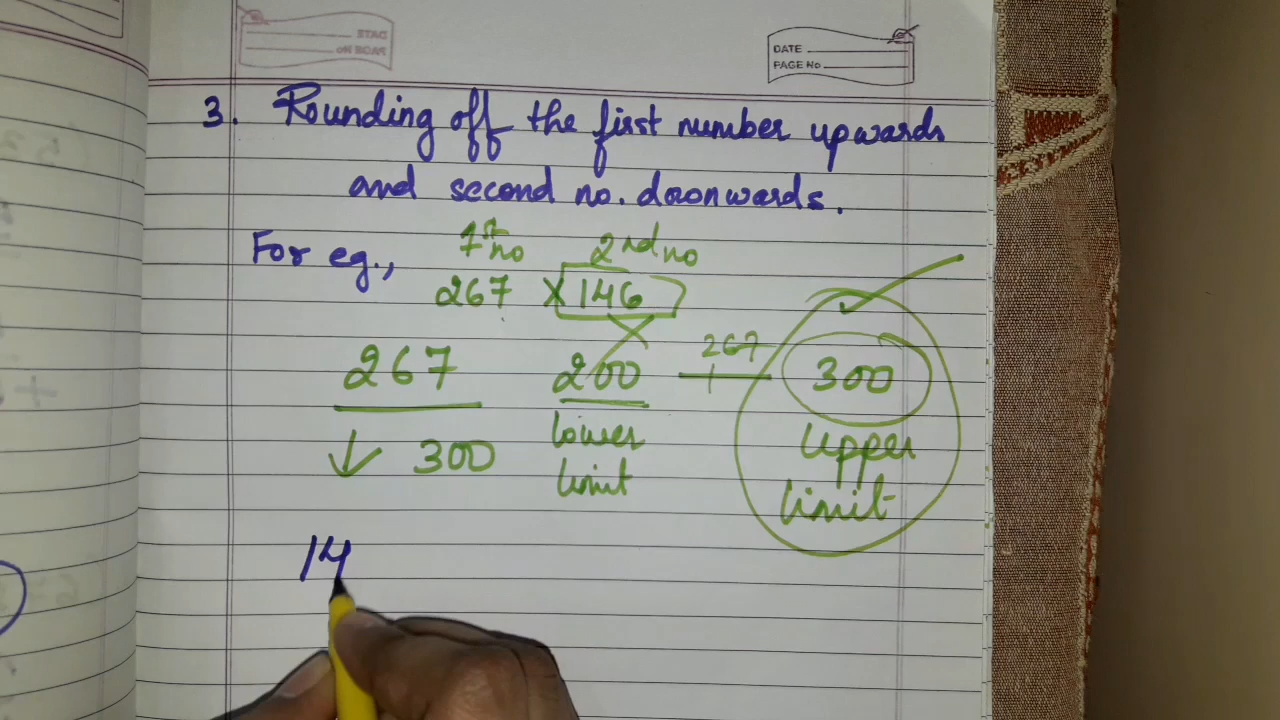 DATE
PAGE No
3. Rounding off the first number upwards
and second no. downwards.
1st no 2nd no
For eg., 267 X 146
267 200 267 300
↓ 300 lower limit upper limit
14